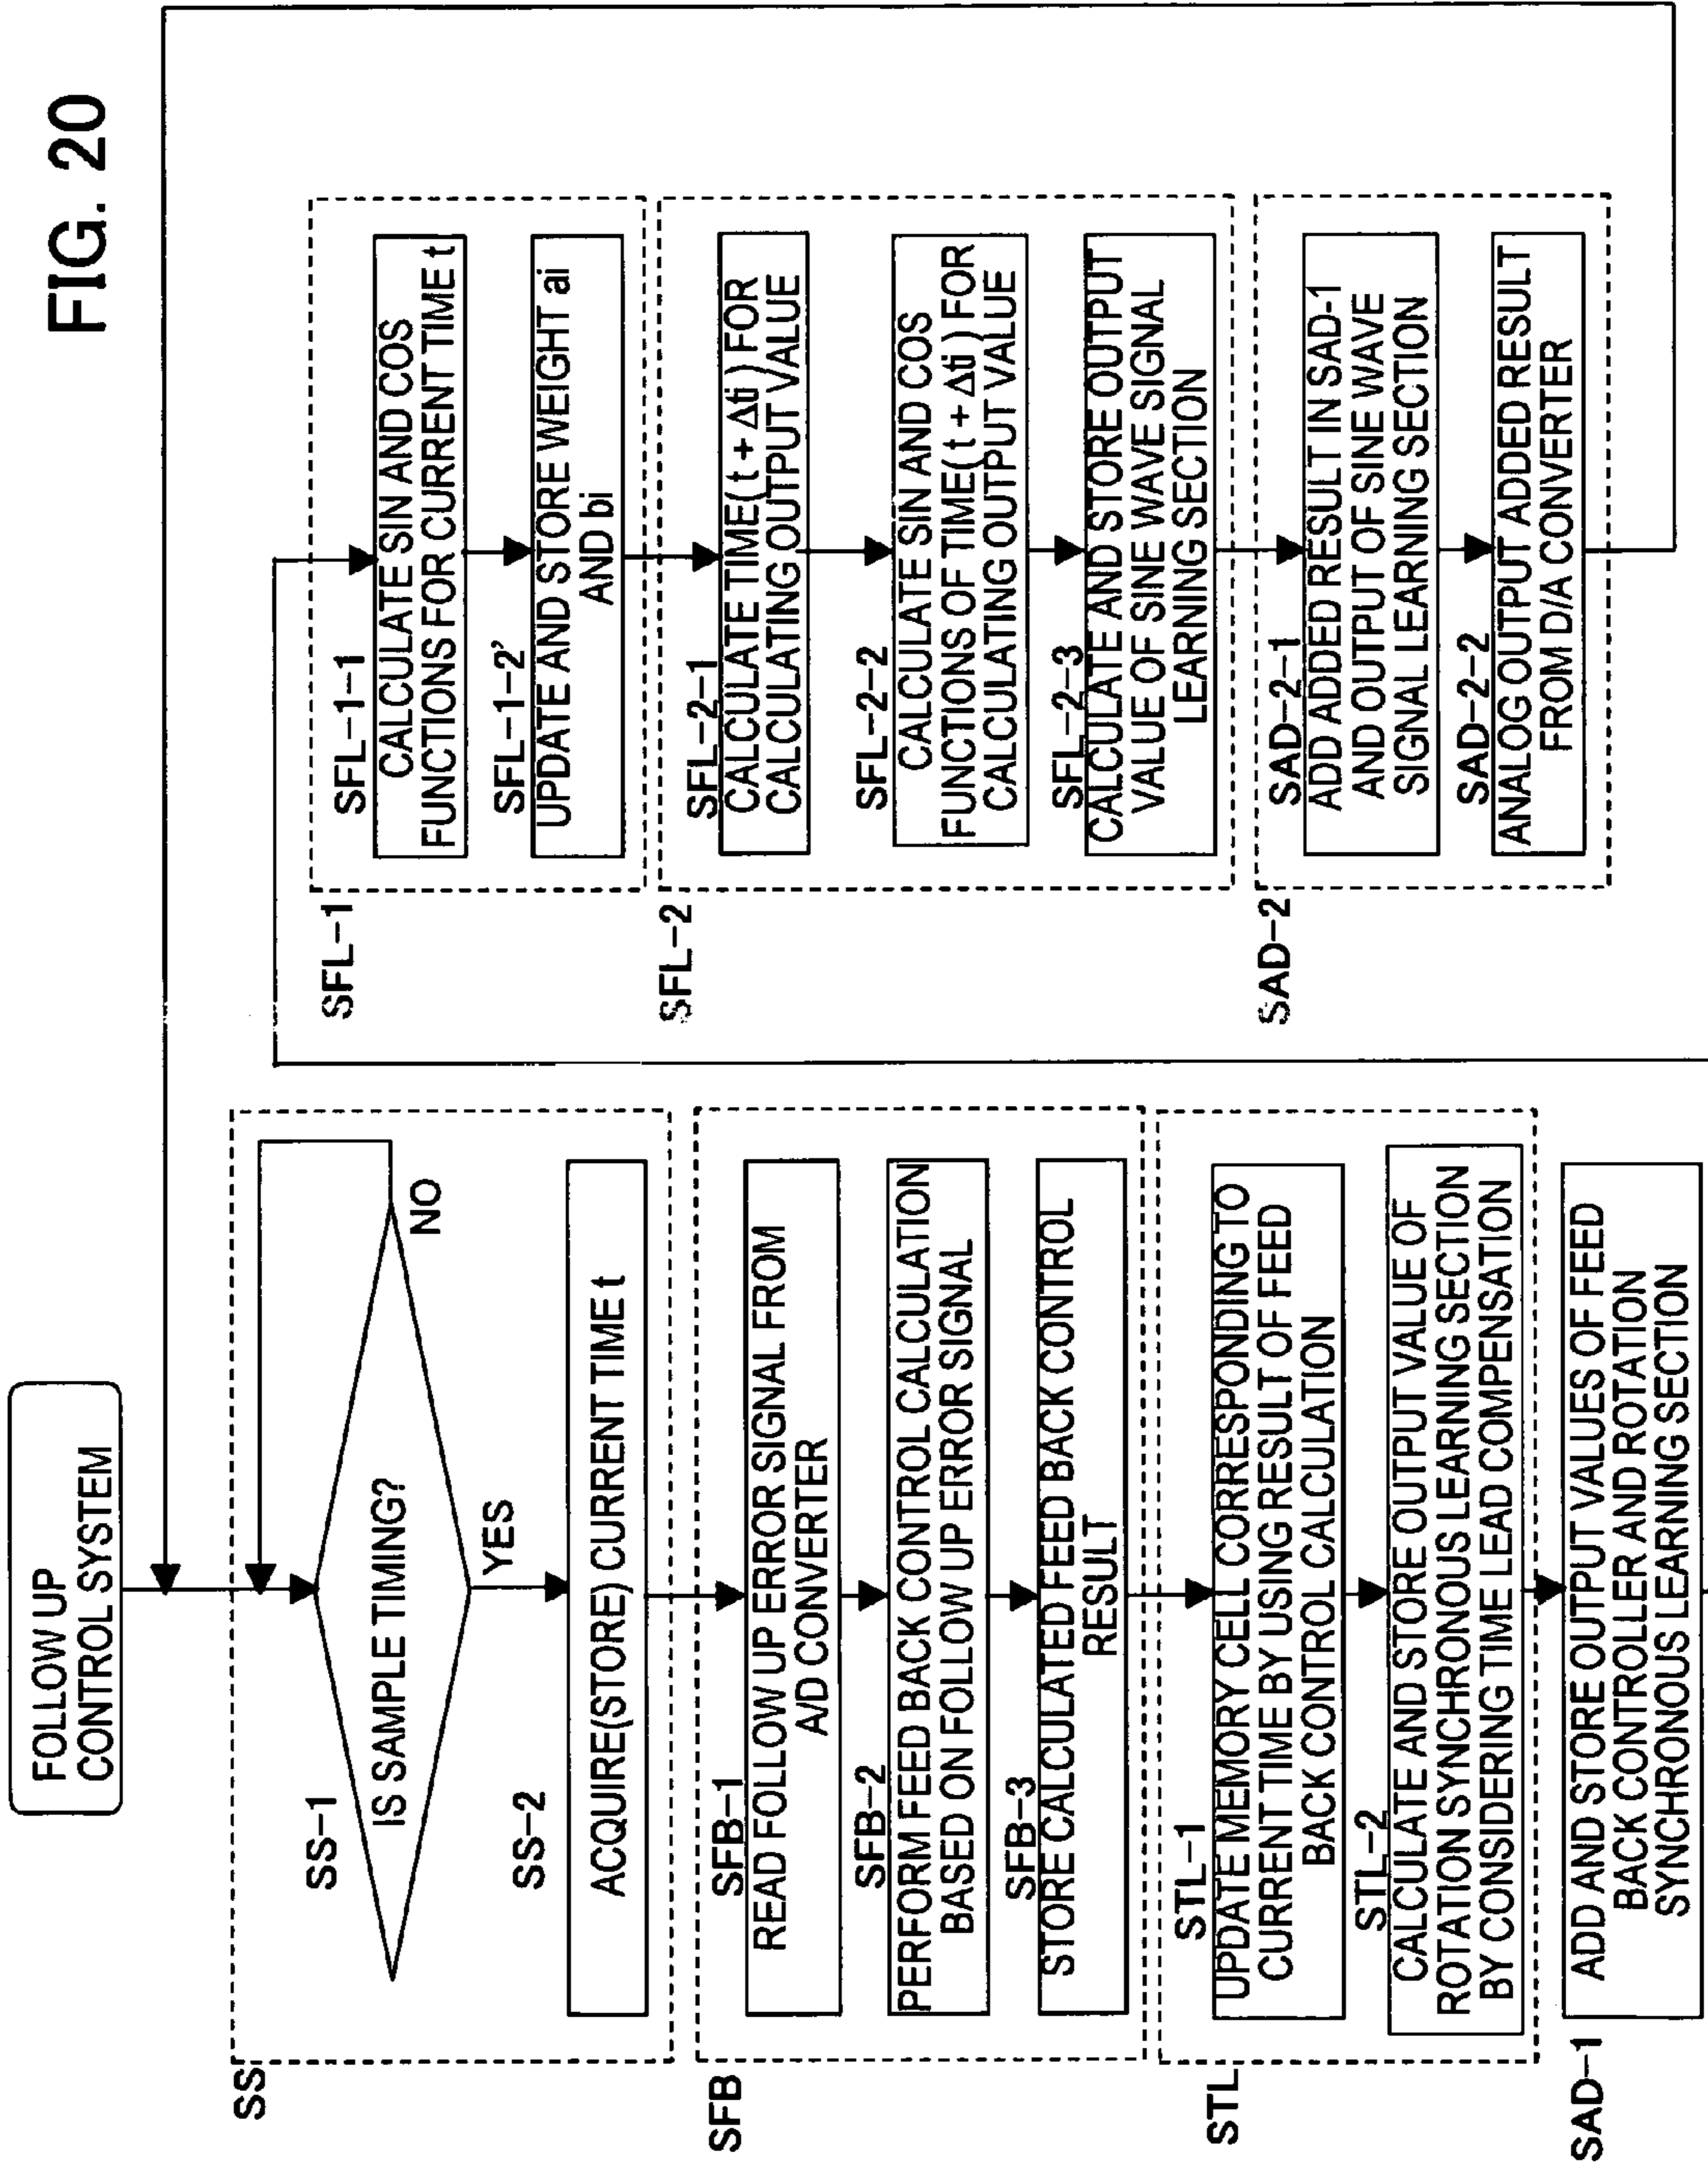 FIG. 20
FOLLOW UP
CONTROL SYSTEM
SS
SS-1
IS SAMPLE TIMING?
NO
YES
SS-2
ACQUIRE(STORE) CURRENT TIME t
SFB
SFB-1
READ FOLLOW UP ERROR SIGNAL FROM
A/D CONVERTER
SFB-2
PERFORM FEED BACK CONTROL CALCULATION
BASED ON FOLLOW UP ERROR SIGNAL
SFB-3
STORE CALCULATED FEED BACK CONTROL
RESULT
STL
STL-1
UPDATE MEMORY CELL CORRESPONDING TO
CURRENT TIME BY USING RESULT OF FEED
BACK CONTROL CALCULATION
STL-2
CALCULATE AND STORE OUTPUT VALUE OF
ROTATION SYNCHRONOUS LEARNING SECTION
BY CONSIDERING TIME LEAD COMPENSATION
SAD-1
ADD AND STORE OUTPUT VALUES OF FEED
BACK CONTROLLER AND ROTATION
SYNCHRONOUS LEARNING SECTION
SFL-1
SFL-1-1
CALCULATE SIN AND COS
FUNCTIONS FOR CURRENT TIME t
SFL-1-2'
UPDATE AND STORE WEIGHT ai
AND bi
SFL-2
SFL-2-1
CALCULATE TIME(t + Δti) FOR
CALCULATING OUTPUT VALUE
SFL-2-2
CALCULATE SIN AND COS
FUNCTIONS OF TIME(t + Δti) FOR
CALCULATING OUTPUT VALUE
SFL-2-3
CALCULATE AND STORE OUTPUT
VALUE OF SINE WAVE SIGNAL
LEARNING SECTION
SAD-2
SAD-2-1
ADD ADDED RESULT IN SAD-1
AND OUTPUT OF SINE WAVE
SIGNAL LEARNING SECTION
SAD-2-2
ANALOG OUTPUT ADDED RESULT
FROM D/A CONVERTER